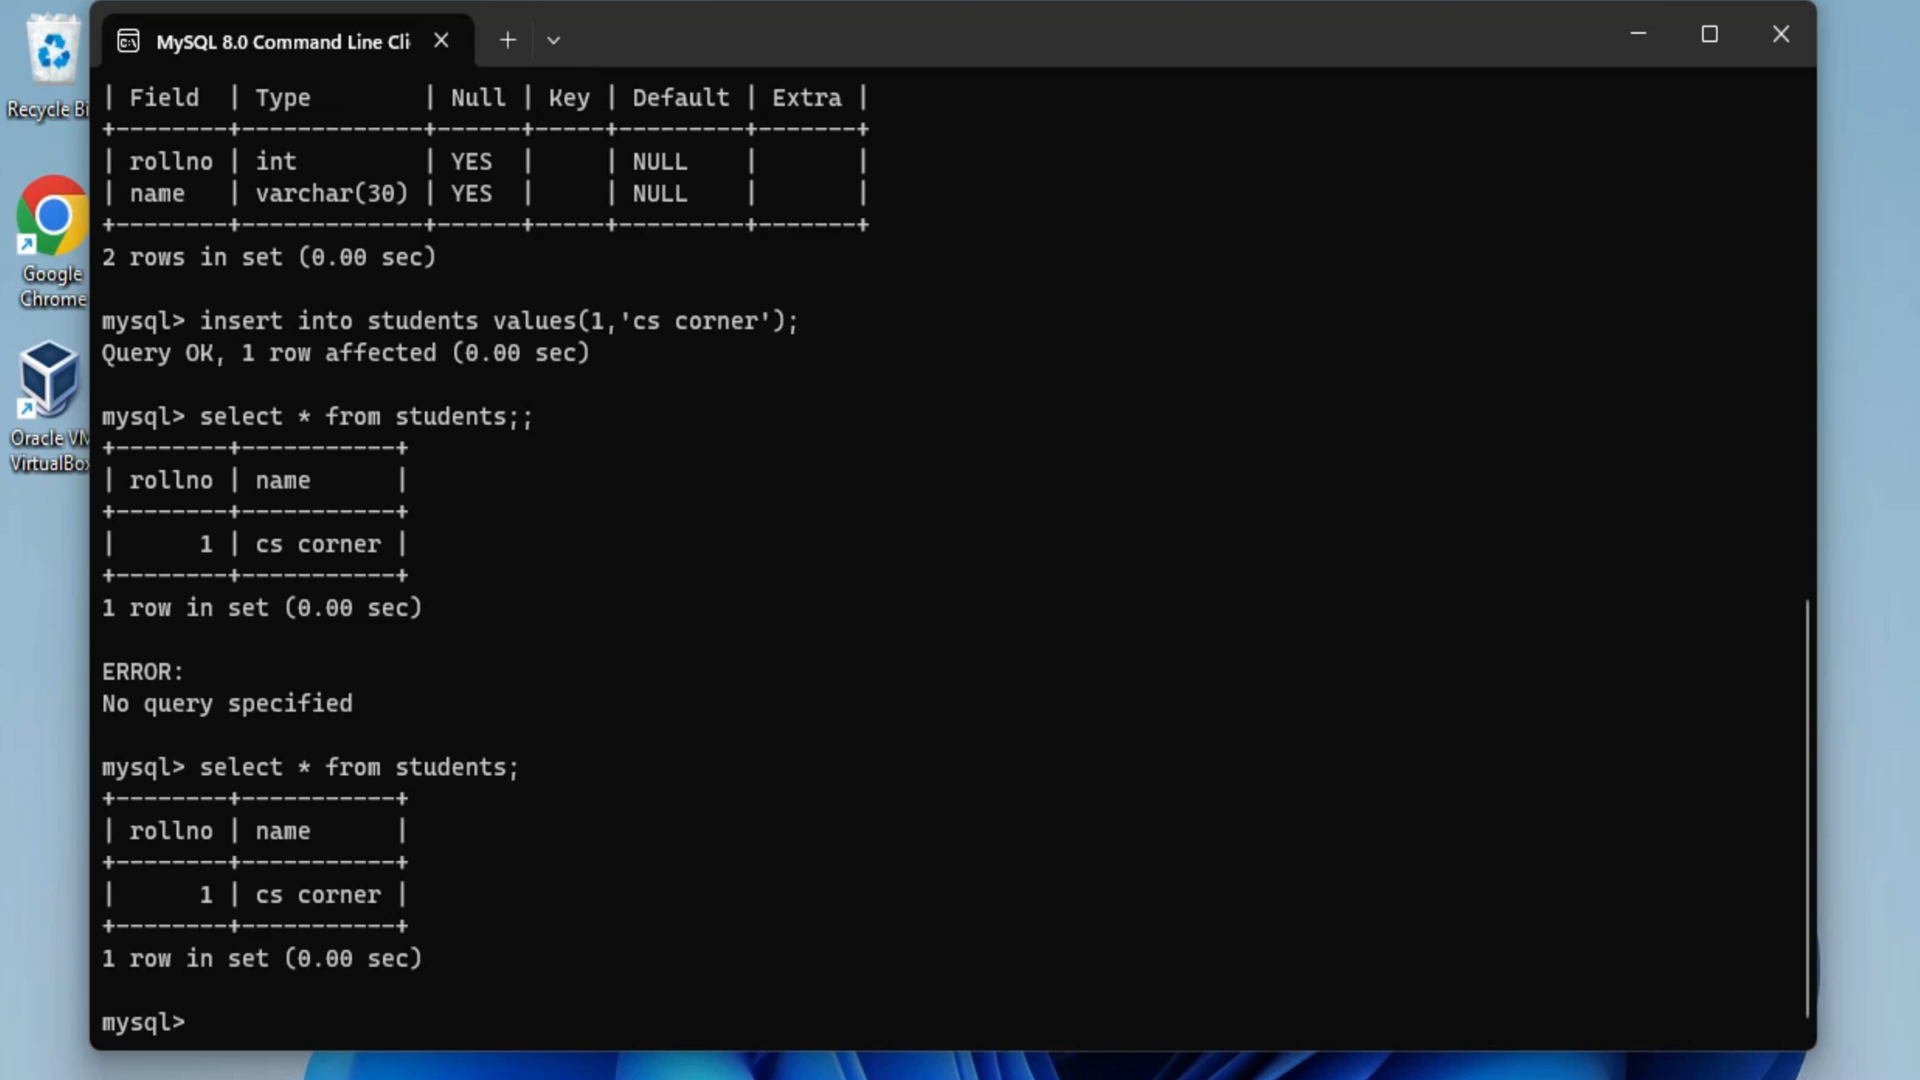 MySQL 8.0 Command Line Cli
Recycle Bi
Google
Chrome
Oracle VM
VirtualBox
| Field  | Type        | Null | Key | Default | Extra |
+--------+-------------+------+-----+---------+-------+
| rollno | int         | YES  |     | NULL    |       |
| name   | varchar(30) | YES  |     | NULL    |       |
+--------+-------------+------+-----+---------+-------+
2 rows in set (0.00 sec)
mysql> insert into students values(1,'cs corner');
Query OK, 1 row affected (0.00 sec)
mysql> select * from students;;
+--------+-----------+
| rollno | name      |
+--------+-----------+
|      1 | cs corner |
+--------+-----------+
1 row in set (0.00 sec)
ERROR:
No query specified
mysql> select * from students;
+--------+-----------+
| rollno | name      |
+--------+-----------+
|      1 | cs corner |
+--------+-----------+
1 row in set (0.00 sec)
mysql>